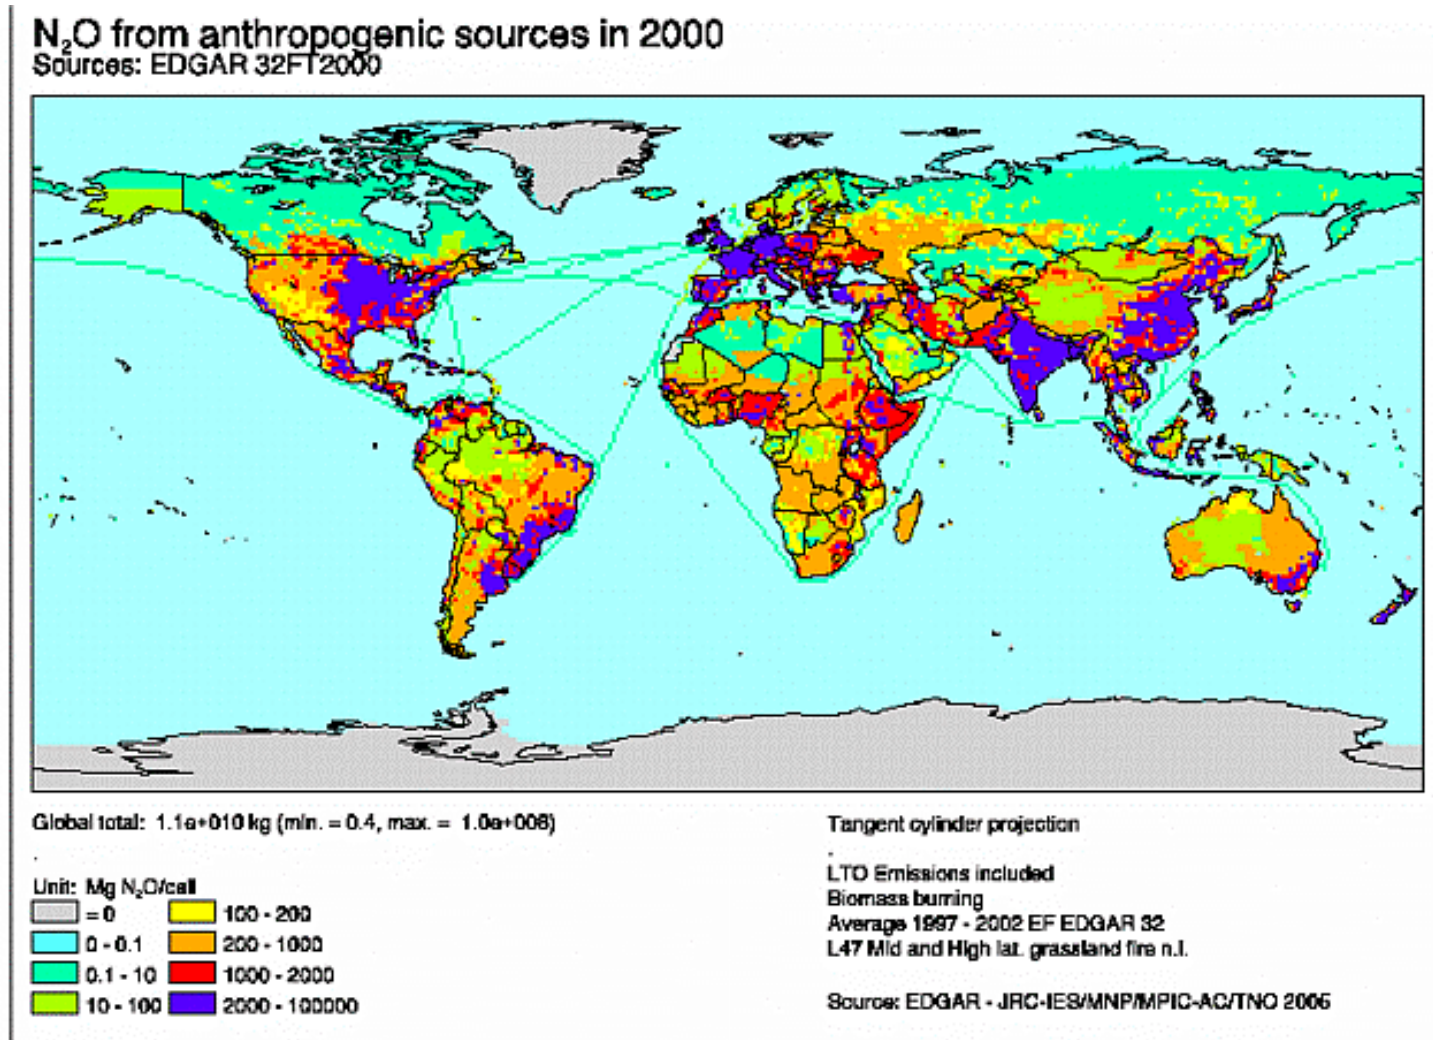 N₂O from anthropogenic sources in 2000
Sources: EDGAR 32FT2000
Global total: 1.1e+010 kg (min. = 0.4, max. = 1.0e+008)
.
Unit: Mg N₂O/cell
= 0
0 - 0.1
0.1 - 10
10 - 100
100 - 200
200 - 1000
1000 - 2000
2000 - 100000
Tangent cylinder projection
.
LTO Emissions included
Biomass burning
Average 1997 - 2002 EF EDGAR 32
L47 Mid and High lat. grassland fire n.l.
Source: EDGAR - JRC-IES/MNP/MPIC-AC/TNO 2005